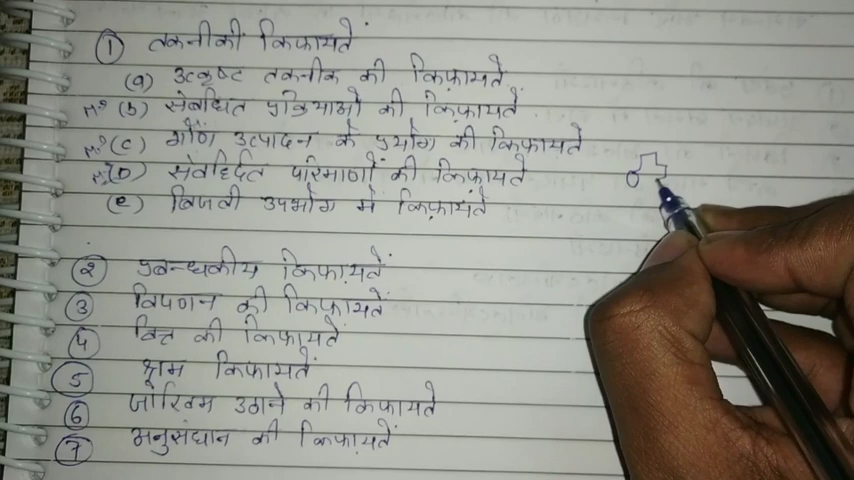 ① तकनीकी किफायतें
(a) उत्कृष्ट तकनीक की किफ़ायतें
(b) संबंधित प्रक्रियाओं की किफ़ायतें
(c) गौण उत्पादन के प्रयोग की किफायतें
(D) संवर्धित परिमाणों की किफायतें
(e) बिजली उपभोग में किफ़ायतें
② प्रबन्धकीय किफायतें
③ विपणन की किफायतें
④ वित्त की किफायतें
⑤ श्रम किफायतें
⑥ जोखिम उठाने की किफायतें
⑦ अनुसंधान की किफायतें